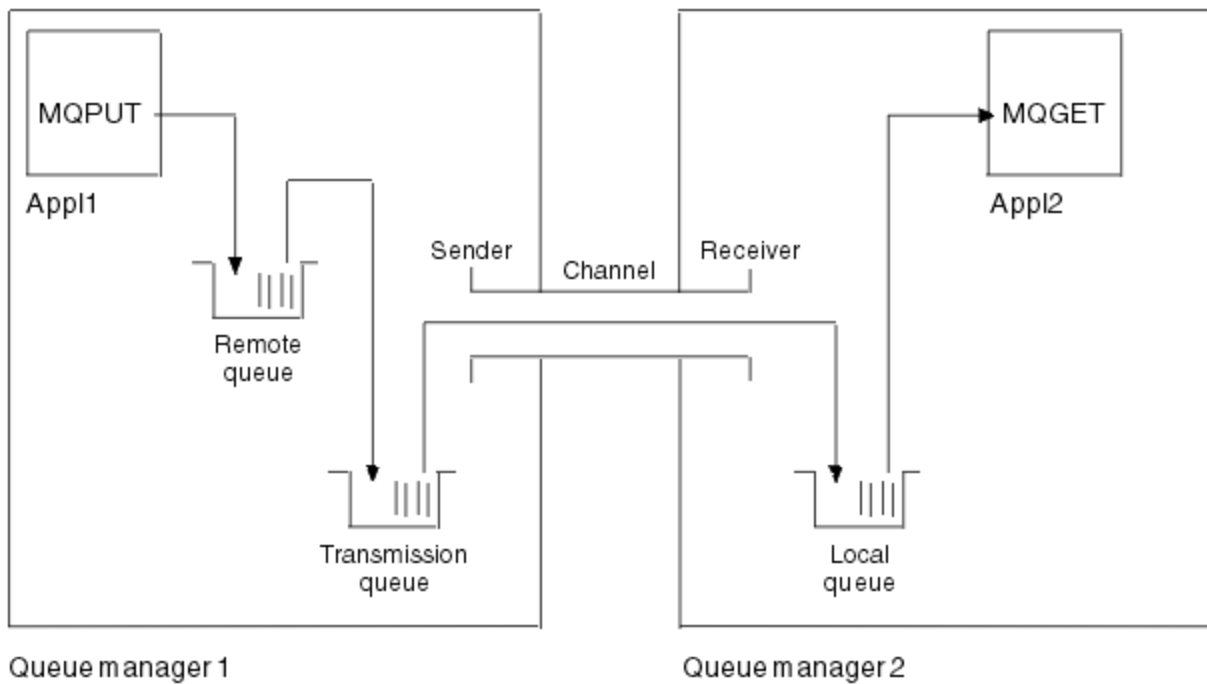 MQPUT
Appl1
Remote
queue
Transmission
queue
Sender
Channel
Receiver
MQGET
Appl2
Local
queue
Queue manager 1
Queue manager 2